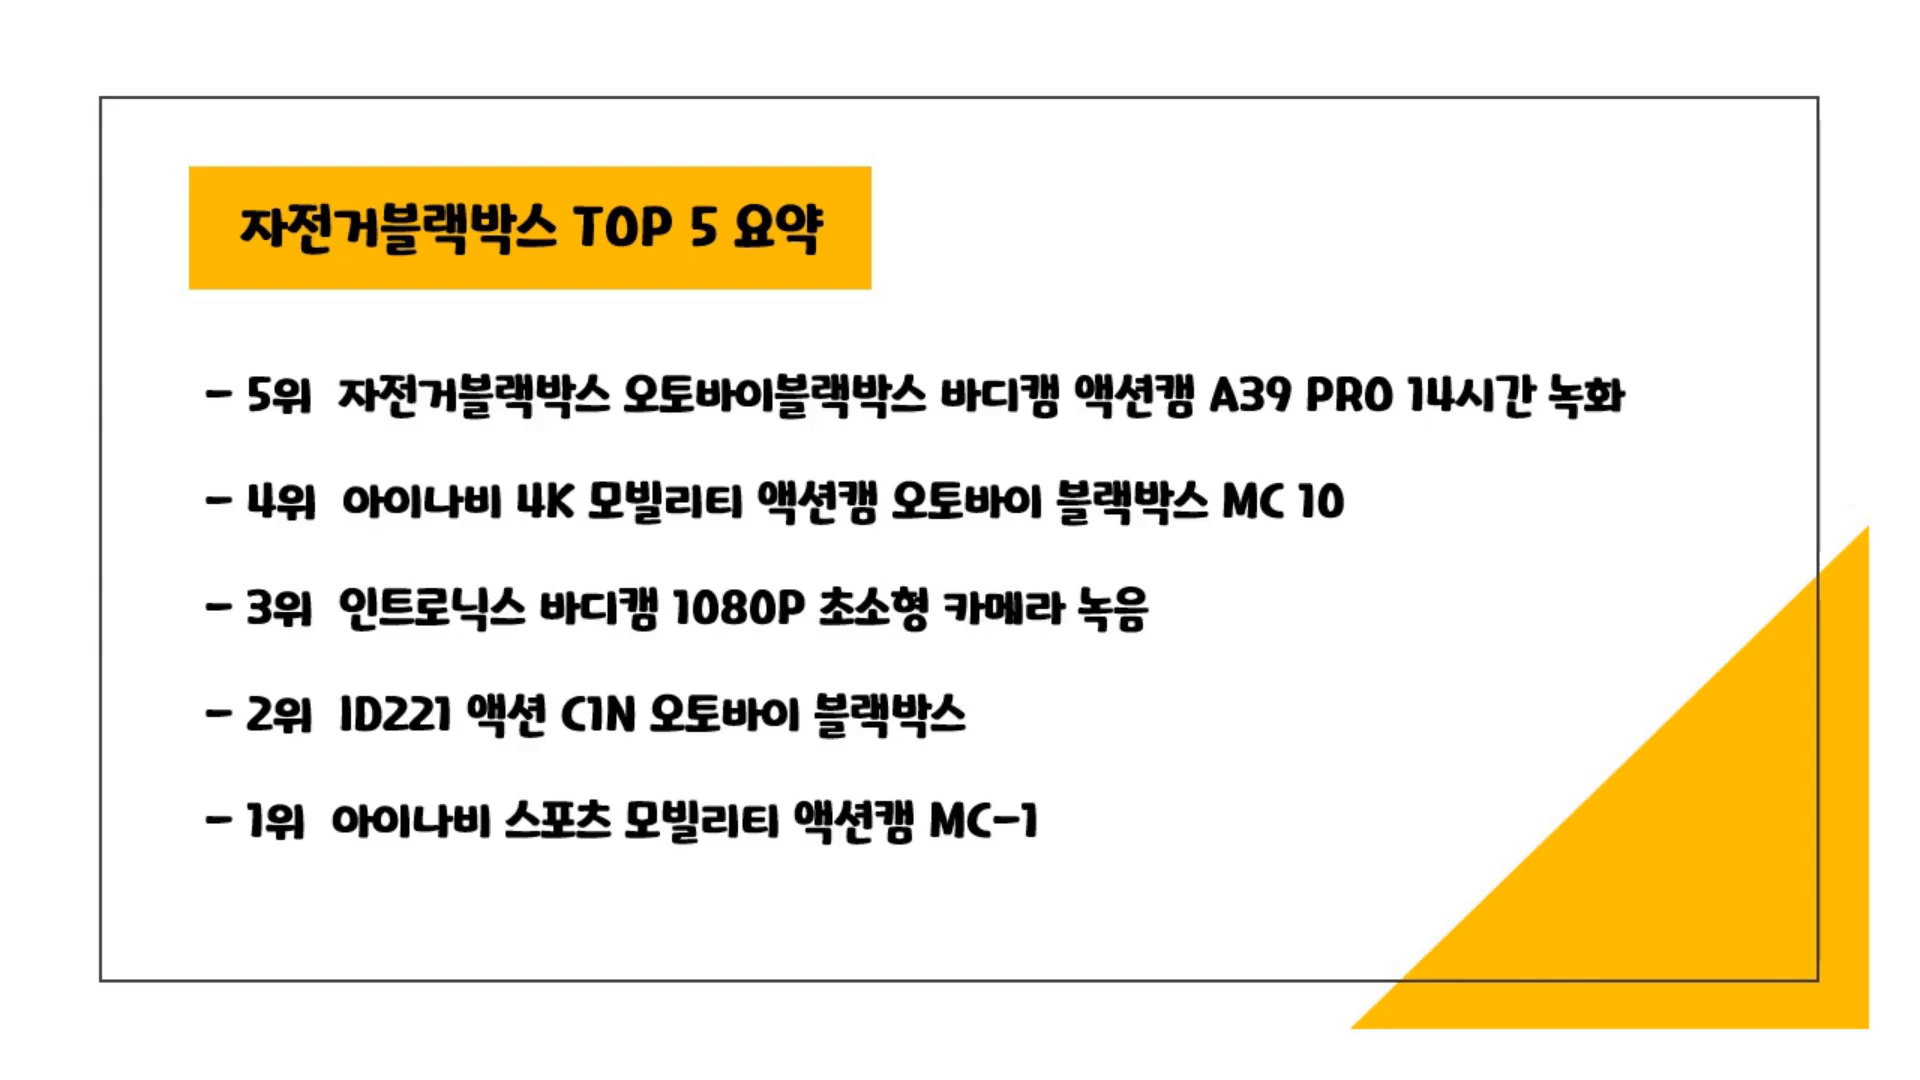 자전거블랙박스 TOP 5 요약
- 5위 자전거블랙박스 오토바이블랙박스 바디캠 액션캠 A39 PRO 14시간 녹화
- 4위 아이나비 4K 모빌리티 액션캠 오토바이 블랙박스 MC 10
- 3위 인트로닉스 바디캠 1080P 초소형 카메라 녹음
- 2위 ID221 액션 C1N 오토바이 블랙박스
- 1위 아이나비 스포츠 모빌리티 액션캠 MC-1